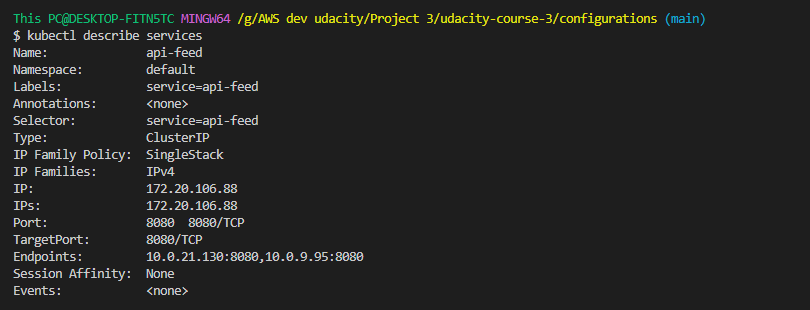 This PC@DESKTOP-FITN5TC MINGW64 /g/AWS dev udacity/Project 3/udacity-course-3/configurations (main)
$ kubectl describe services
Name:              api-feed
Namespace:         default
Labels:            service=api-feed
Annotations:       <none>
Selector:          service=api-feed
Type:              ClusterIP
IP Family Policy:  SingleStack
IP Families:       IPv4
IP:                172.20.106.88
IPs:               172.20.106.88
Port:              8080  8080/TCP
TargetPort:        8080/TCP
Endpoints:         10.0.21.130:8080,10.0.9.95:8080
Session Affinity:  None
Events:            <none>